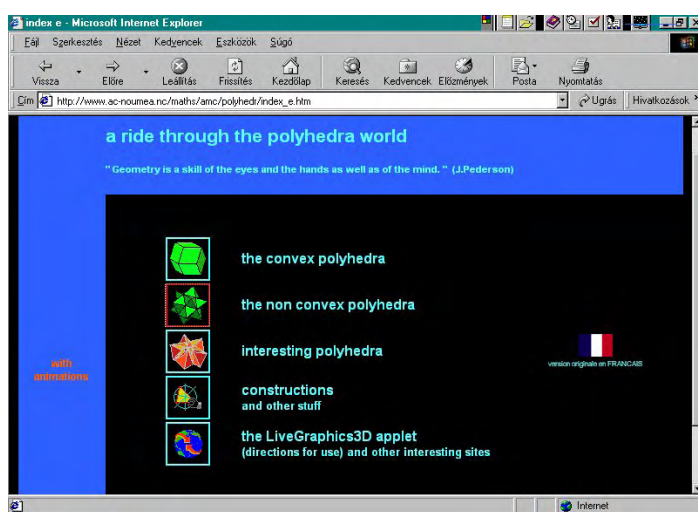 index e - Microsoft Internet Explorer
Fájl Szerkesztés Nézet Kedvencek Eszközök Súgó
Vissza Előre Leállítás Frissítés Kezdőlap Keresés Kedvencek Előzmények Posta Nyomtatás
Cím http://www.ac-noumea.nc/maths/amc/polyhedr/index_e.htm Ugrás Hivatkozások
a ride through the polyhedra world
"Geometry is a skill of the eyes and the hands as well as of the mind. " (J.Pederson)
the convex polyhedra
the non convex polyhedra
interesting polyhedra
with
animations
version originale en FRANCAIS
constructions
and other stuff
the LiveGraphics3D applet
(directions for use) and other interesting sites
Internet